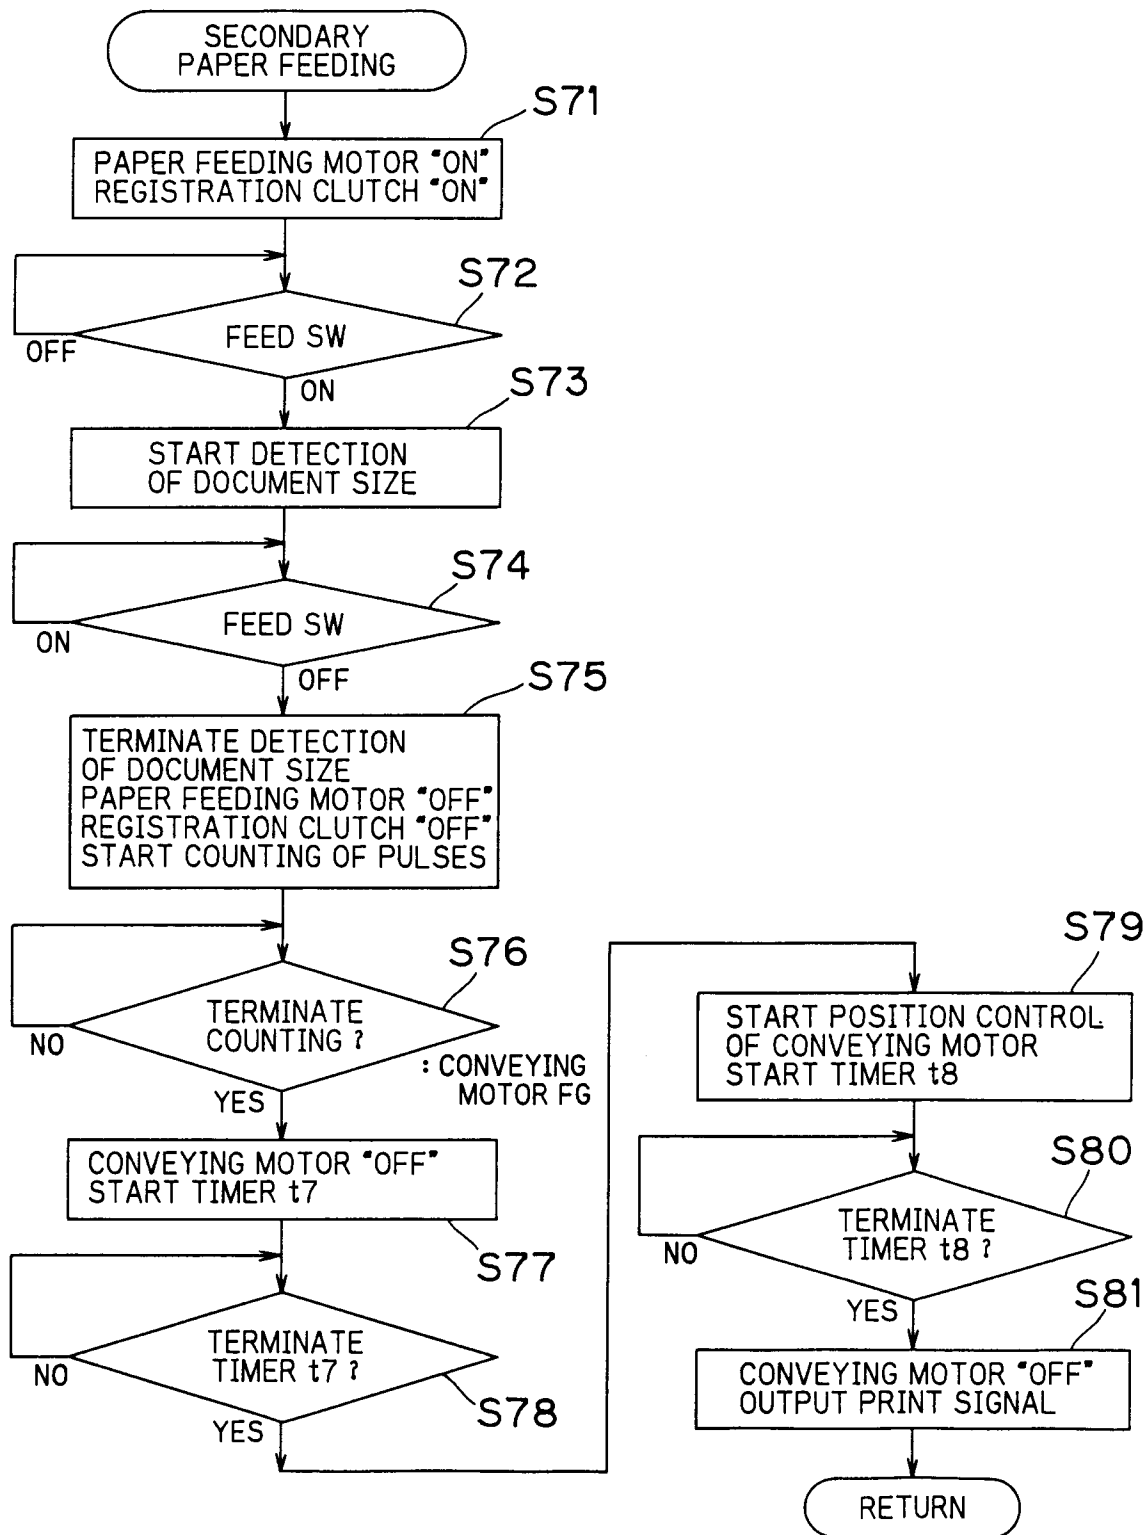 SECONDARY
PAPER FEEDING
S71
PAPER FEEDING MOTOR "ON"
REGISTRATION CLUTCH "ON"
S72
FEED SW
OFF
ON
S73
START DETECTION
OF DOCUMENT SIZE
S74
FEED SW
ON
OFF
S75
TERMINATE DETECTION
OF DOCUMENT SIZE
PAPER FEEDING MOTOR "OFF"
REGISTRATION CLUTCH "OFF"
START COUNTING OF PULSES
S76
TERMINATE
COUNTING ?
NO
: CONVEYING
MOTOR FG
YES
CONVEYING MOTOR "OFF"
START TIMER t7
S77
TERMINATE
TIMER t7 ?
NO
S78
YES
S79
START POSITION CONTROL
OF CONVEYING MOTOR
START TIMER t8
S80
TERMINATE
TIMER t8 ?
NO
YES
S81
CONVEYING MOTOR "OFF"
OUTPUT PRINT SIGNAL
RETURN